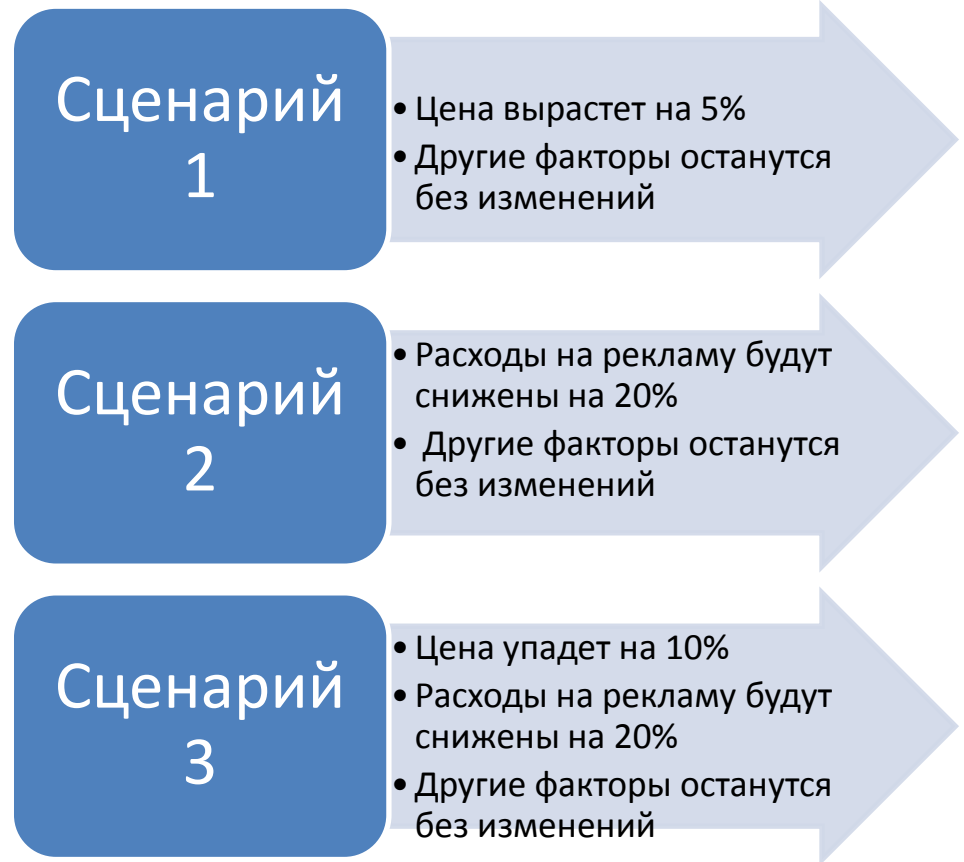 Сценарий
1
• Цена вырастет на 5%
• Другие факторы останутся
без изменений
Сценарий
2
• Расходы на рекламу будут
снижены на 20%
• Другие факторы останутся
без изменений
Сценарий
3
• Цена упадет на 10%
• Расходы на рекламу будут
снижены на 20%
• Другие факторы останутся
без изменений